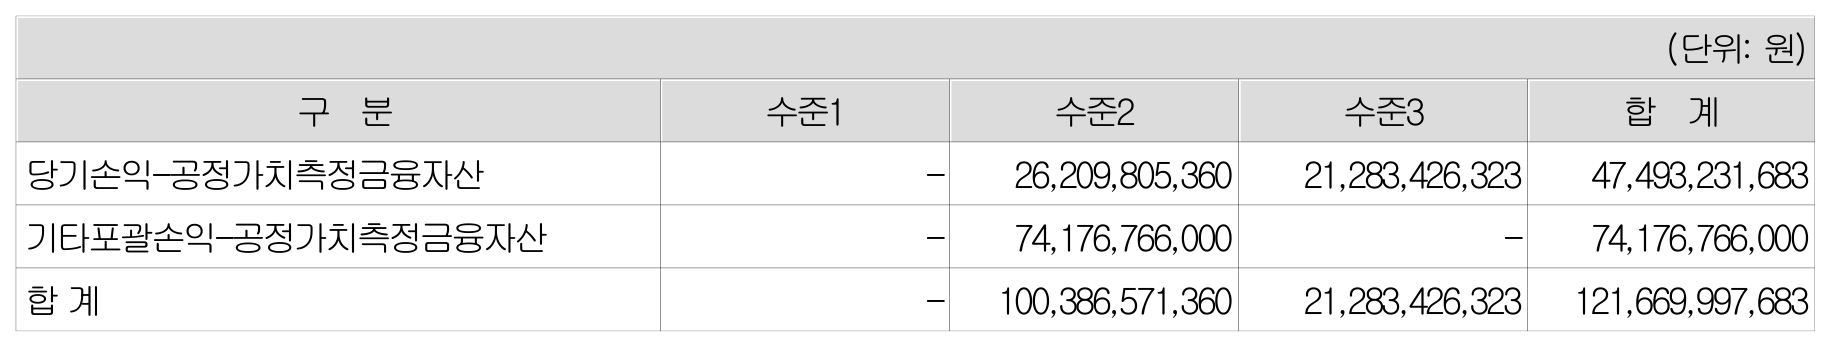 (단위: 원)
구 분 수준1 수준2 수준3 합 계
당기손익-공정가치측정금융자산 - 26,209,805,360 21,283,426,323 47,493,231,683
기타포괄손익-공정가치측정금융자산 - 74,176,766,000 - 74,176,766,000
합 계 - 100,386,571,360 21,283,426,323 121,669,997,683